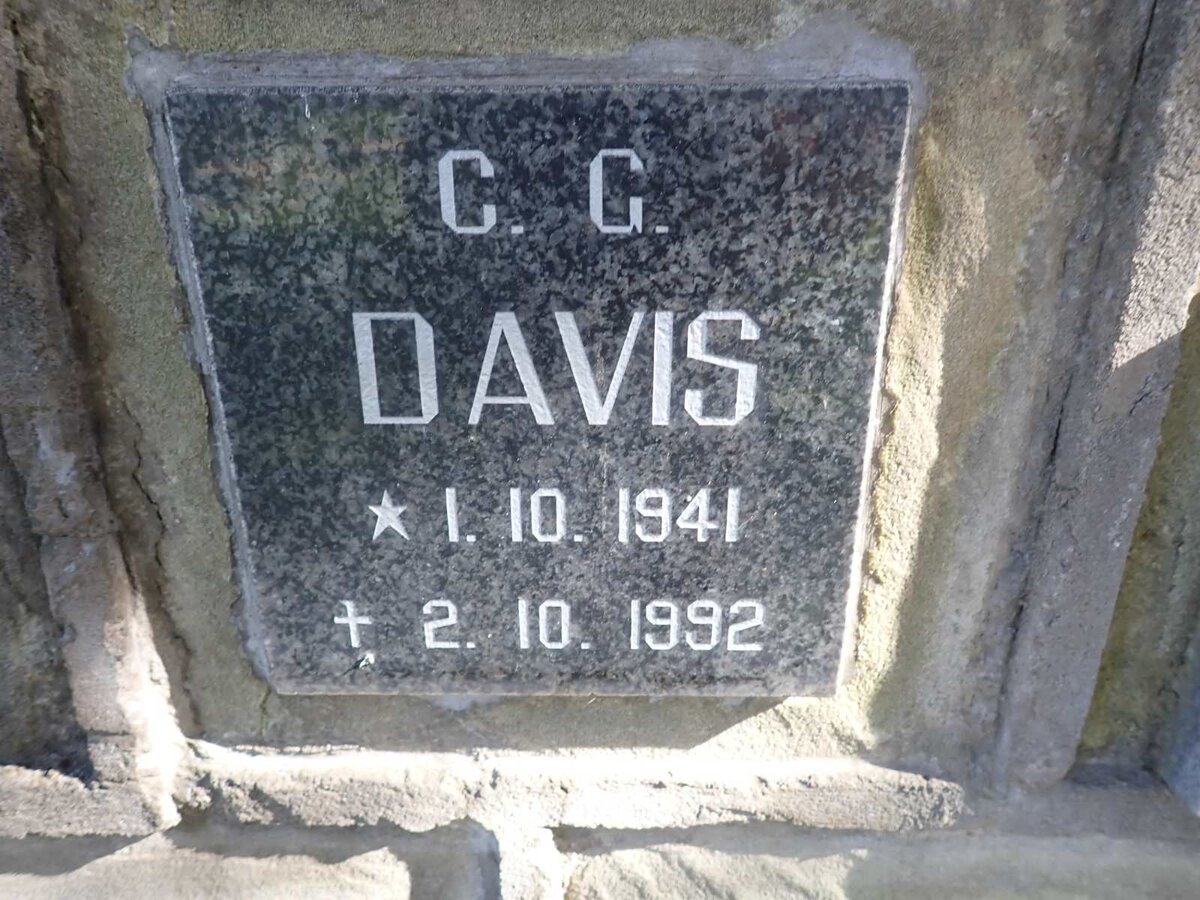 C. G.
DAVIS
★ 1. 10. 1941
✝ 2. 10. 1992